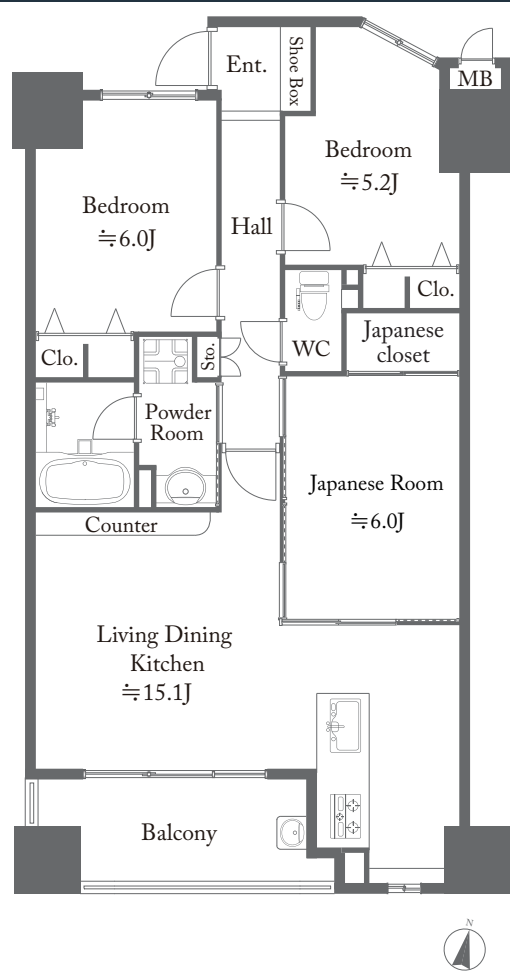 Ent.
Shoe Box
MB
Bedroom
≒5.2J
Bedroom
≒6.0J
Hall
Clo.
WC
Japanese
closet
Clo.
Sto.
Powder
Room
Japanese Room
≒6.0J
Counter
Living Dining
Kitchen
≒15.1J
Balcony
N